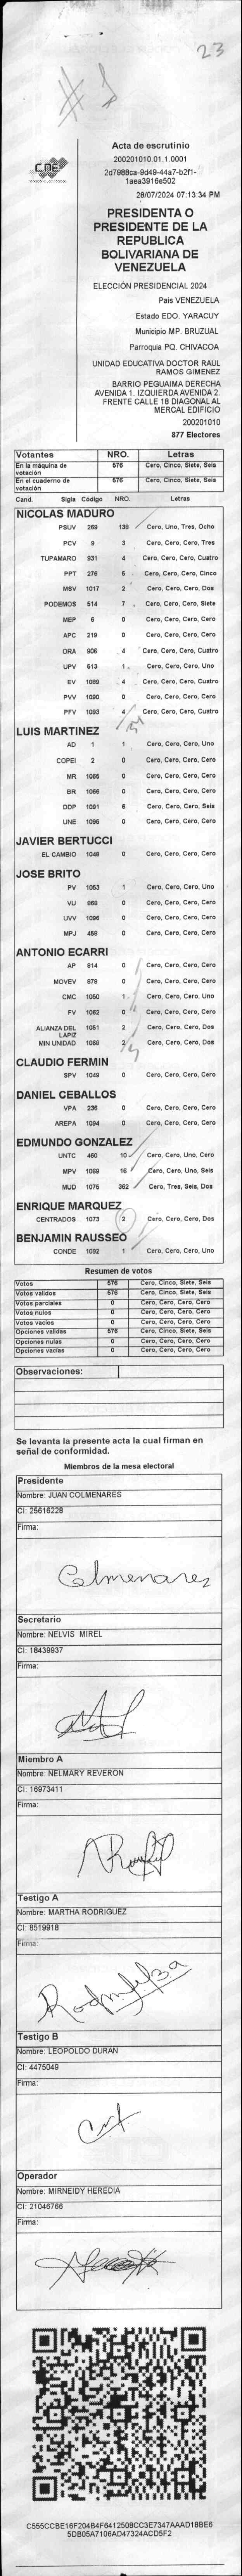 23
CNE
Acta de escrutinio
200201010.01.1.0001
2d7988ca-9d49-44a7-b2f1-
1aea3916e502
28/07/2024 07:13:34 PM
PRESIDENTA O
PRESIDENTE DE LA
REPUBLICA
BOLIVARIANA DE
VENEZUELA
ELECCIÓN PRESIDENCIAL 2024
País VENEZUELA
Estado EDO. YARACUY
Municipio MP. BRUZUAL
Parroquia PQ. CHIVACOA
UNIDAD EDUCATIVA DOCTOR RAUL
RAMOS GIMENEZ
BARRIO PEGUAIMA DERECHA
AVENIDA 1. IZQUIERDA AVENIDA 2.
FRENTE CALLE 18 DIAGONAL AL
MERCAL EDIFICIO
200201010
877 Electores
Votantes NRO. Letras
En la máquina de votación 576 Cero, Cinco, Siete, Seis
En el cuaderno de votación 576 Cero, Cinco, Siete, Seis
Cand. Sigla Código NRO. Letras
NICOLAS MADURO
PSUV 269 138 Cero, Uno, Tres, Ocho
PCV 9 3 Cero, Cero, Cero, Tres
TUPAMARO 931 4 Cero, Cero, Cero, Cuatro
PPT 276 5 Cero, Cero, Cero, Cinco
MSV 1017 2 Cero, Cero, Cero, Dos
PODEMOS 514 7 Cero, Cero, Cero, Siete
MEP 6 0 Cero, Cero, Cero, Cero
APC 219 0 Cero, Cero, Cero, Cero
ORA 906 4 Cero, Cero, Cero, Cuatro
UPV 513 1 Cero, Cero, Cero, Uno
EV 1089 4 Cero, Cero, Cero, Cuatro
PVV 1090 0 Cero, Cero, Cero, Cero
PFV 1093 4 Cero, Cero, Cero, Cuatro
LUIS MARTINEZ
AD 1 1 Cero, Cero, Cero, Uno
COPEI 2 0 Cero, Cero, Cero, Cero
MR 1065 0 Cero, Cero, Cero, Cero
BR 1066 0 Cero, Cero, Cero, Cero
DDP 1091 6 Cero, Cero, Cero, Seis
UNE 1095 0 Cero, Cero, Cero, Cero
JAVIER BERTUCCI
EL CAMBIO 1048 0 Cero, Cero, Cero, Cero
JOSE BRITO
PV 1053 1 Cero, Cero, Cero, Uno
VU 868 0 Cero, Cero, Cero, Cero
UVV 1096 0 Cero, Cero, Cero, Cero
MPJ 458 0 Cero, Cero, Cero, Cero
ANTONIO ECARRI
AP 814 0 Cero, Cero, Cero, Cero
MOVEV 879 0 Cero, Cero, Cero, Cero
CMC 1050 1 Cero, Cero, Cero, Uno
FV 1062 0 Cero, Cero, Cero, Cero
ALIANZA DEL LAPIZ 1051 2 Cero, Cero, Cero, Dos
MIN UNIDAD 1068 2 Cero, Cero, Cero, Dos
CLAUDIO FERMIN
SPV 1049 0 Cero, Cero, Cero, Cero
DANIEL CEBALLOS
VPA 236 0 Cero, Cero, Cero, Cero
AREPA 1094 0 Cero, Cero, Cero, Cero
EDMUNDO GONZALEZ
UNTC 460 10 Cero, Cero, Uno, Cero
MPV 1069 16 Cero, Cero, Uno, Seis
MUD 1075 362 Cero, Tres, Seis, Dos
ENRIQUE MARQUEZ
CENTRADOS 1073 2 Cero, Cero, Cero, Dos
BENJAMIN RAUSSEO
CONDE 1092 1 Cero, Cero, Cero, Uno
Resumen de votos
Votos 576 Cero, Cinco, Siete, Seis
Votos validos 576 Cero, Cinco, Siete, Seis
Votos parciales 0 Cero, Cero, Cero, Cero
Votos nulos 0 Cero, Cero, Cero, Cero
Votos vacíos 0 Cero, Cero, Cero, Cero
Opciones validas 576 Cero, Cinco, Siete, Seis
Opciones nulas 0 Cero, Cero, Cero, Cero
Opciones vacías 0 Cero, Cero, Cero, Cero
Observaciones:
Se levanta la presente acta la cual firman en
señal de conformidad.
Miembros de la mesa electoral
Presidente
Nombre: JUAN COLMENARES
CI: 25616228
Firma:
Colmenarez
Secretario
Nombre: NELVIS MIREL
CI: 18439937
Firma:
Miembro A
Nombre: NELMARY REVERON
CI: 16973411
Firma:
Testigo A
Nombre: MARTHA RODRIGUEZ
CI: 8519918
Firma:
Testigo B
Nombre: LEOPOLDO DURAN
CI: 4475049
Firma:
Operador
Nombre: MIRNEIDY HEREDIA
CI: 21046766
Firma:
C555CCBE16F204B4F6412508CC3E7347AAAD18BE6
5DB05A7106AD47324ACD5F2